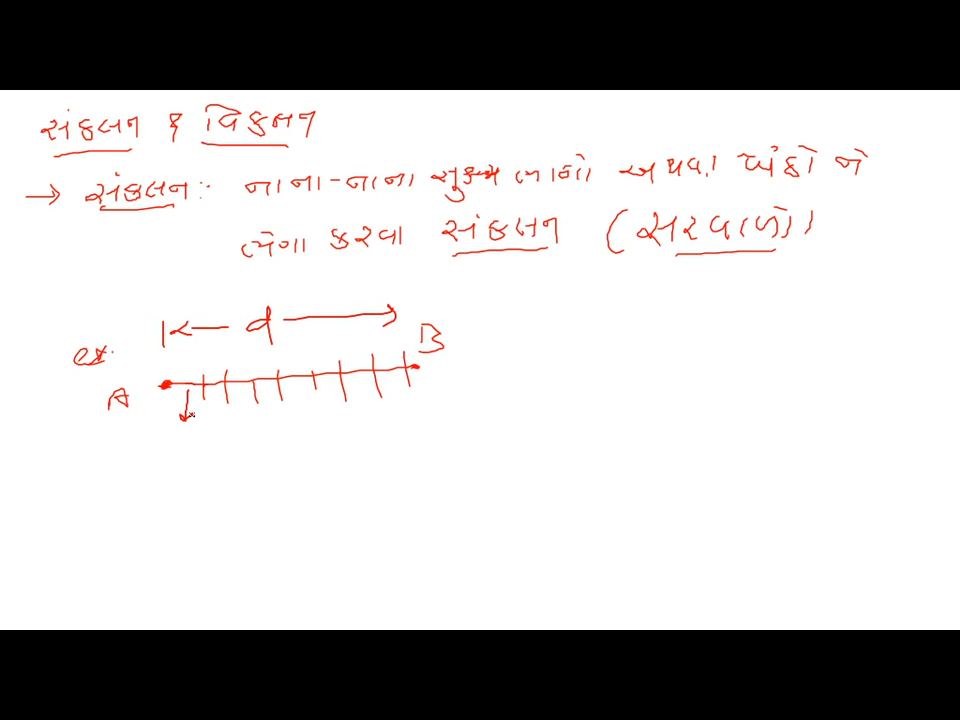 સંકલન & વિકલન
→ સંકલન:- નાના-નાના સુક્ષ્મ ભાગો અથવા ખંડો ને
ભેગા કરવા સંકલન (સરવાળો)
d
ex.
A
B